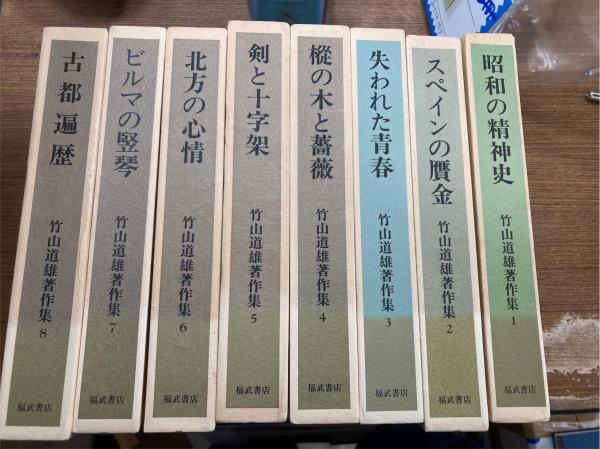 昭和の精神史
竹山道雄著作集 1
福武書店
スペインの贋金
竹山道雄著作集 2
福武書店
失われた青春
竹山道雄著作集 3
福武書店
樅の木と薔薇
竹山道雄著作集 4
福武書店
剣と十字架
竹山道雄著作集 5
福武書店
北方の心情
竹山道雄著作集 6
福武書店
ビルマの竪琴
竹山道雄著作集 7
福武書店
古都遍歴
竹山道雄著作集 8
福武書店